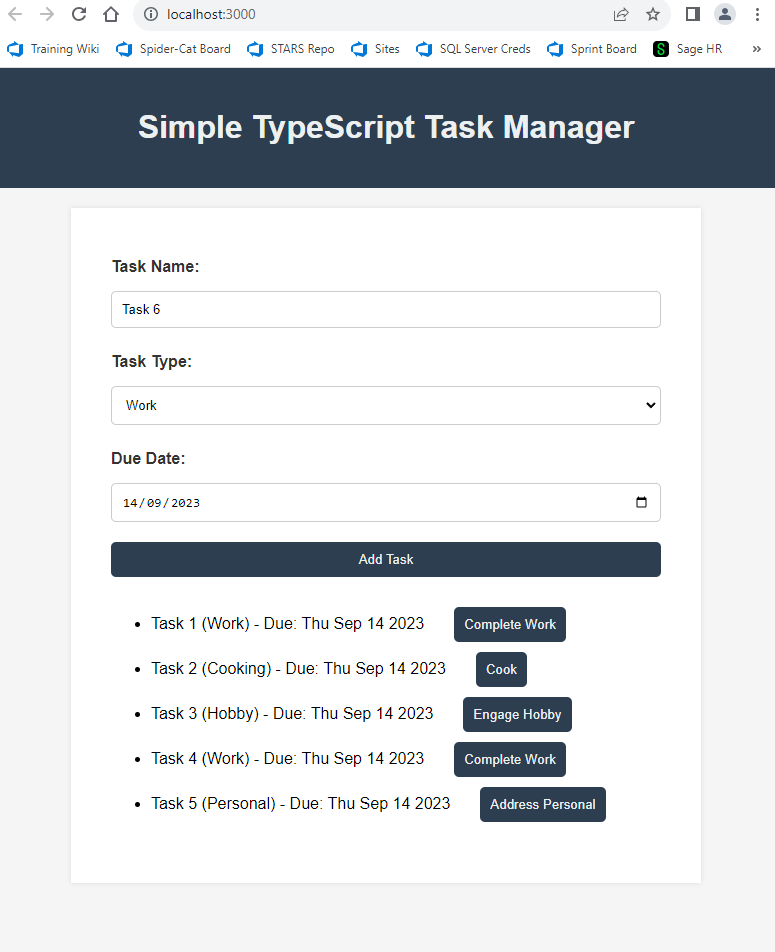 localhost:3000
Training Wiki Spider-Cat Board STARS Repo Sites SQL Server Creds Sprint Board S Sage HR »
Simple TypeScript Task Manager
Task Name:
Task 6
Task Type:
Work
Due Date:
14/09/2023
Add Task
Task 1 (Work) - Due: Thu Sep 14 2023 Complete Work
Task 2 (Cooking) - Due: Thu Sep 14 2023 Cook
Task 3 (Hobby) - Due: Thu Sep 14 2023 Engage Hobby
Task 4 (Work) - Due: Thu Sep 14 2023 Complete Work
Task 5 (Personal) - Due: Thu Sep 14 2023 Address Personal